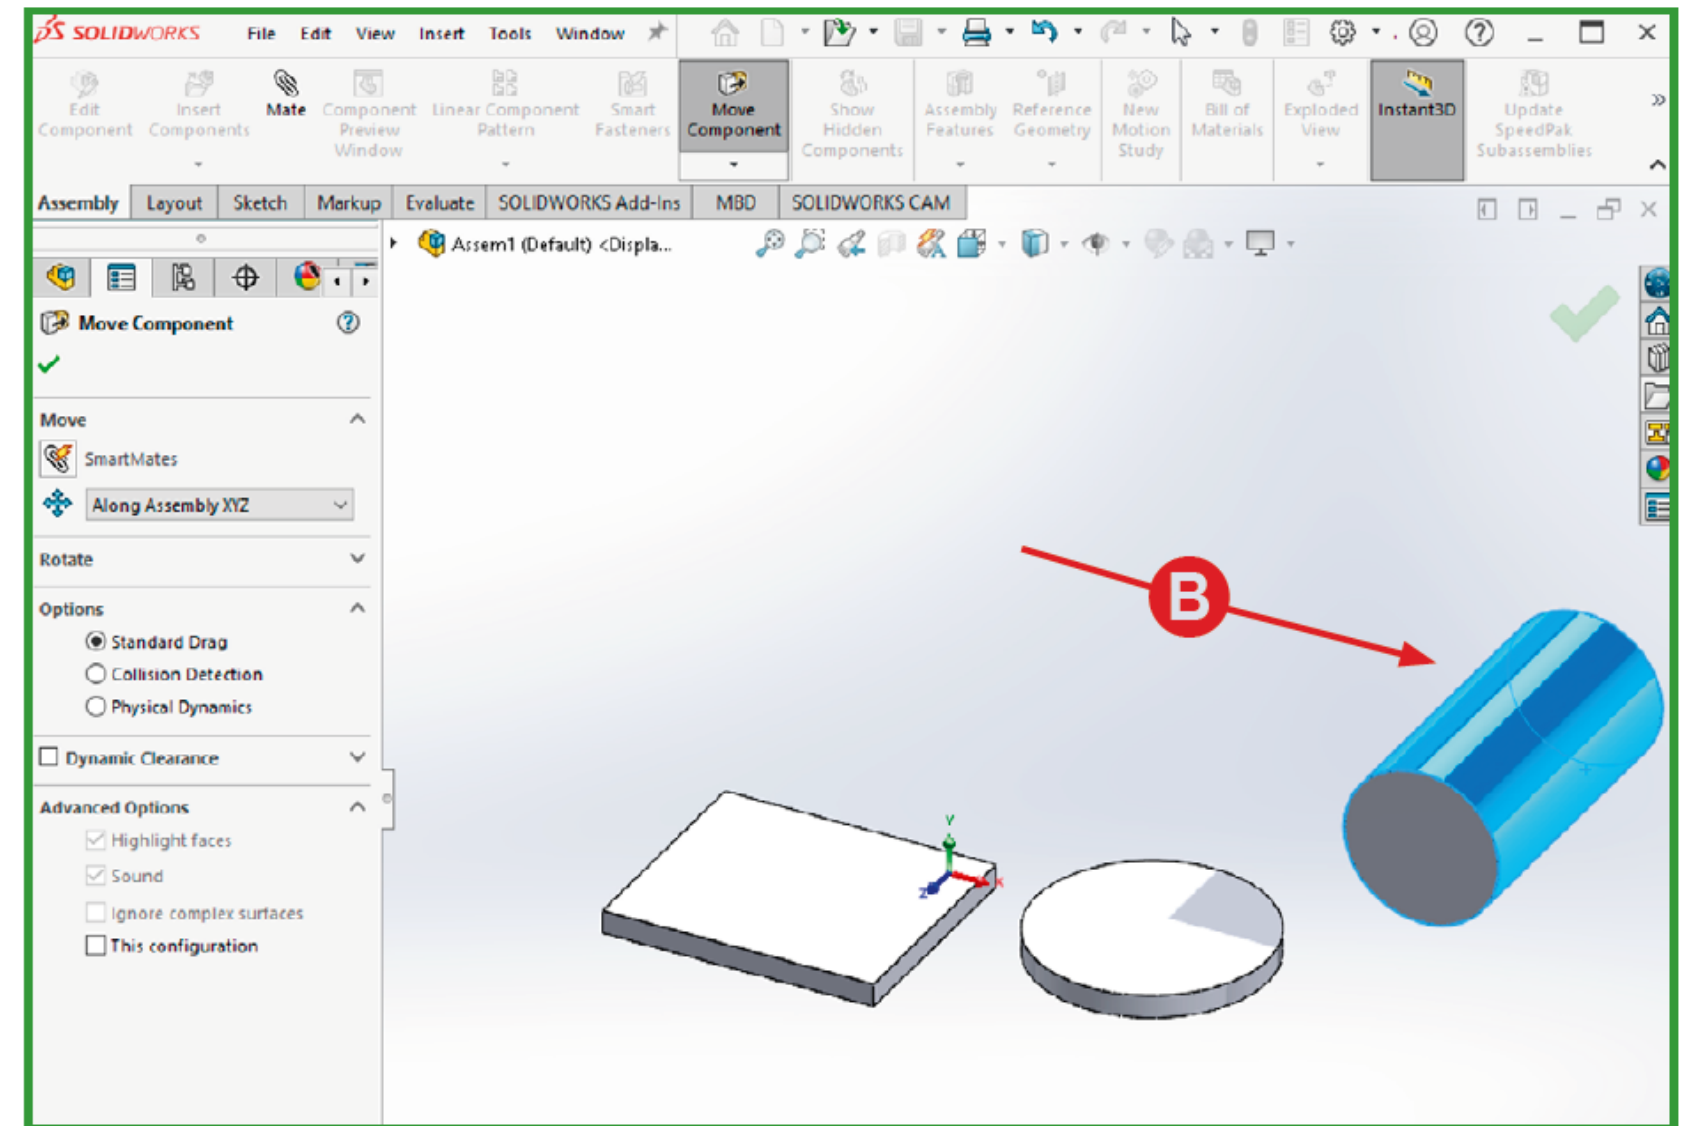 SOLIDWORKS File Edit View Insert Tools Window
Edit Component
Insert Components
Mate
Component Preview Window
Linear Component Pattern
Smart Fasteners
Move Component
Show Hidden Components
Assembly Features
Reference Geometry
New Motion Study
Bill of Materials
Exploded View
Instant3D
Update SpeedPak Subassemblies
Assembly Layout Sketch Markup Evaluate SOLIDWORKS Add-Ins MBD SOLIDWORKS CAM
Assem1 (Default) <Displa...
Move Component
Move
SmartMates
Along Assembly XYZ
Rotate
Options
Standard Drag
Collision Detection
Physical Dynamics
Dynamic Clearance
Advanced Options
Highlight faces
Sound
Ignore complex surfaces
This configuration
B
Y
X
Z